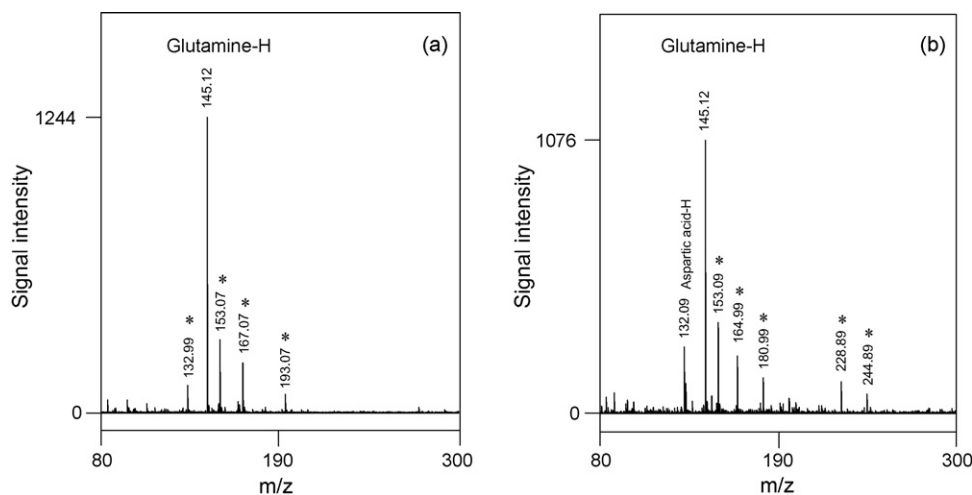 Glutamine-H
(a)
1244
Signal intensity
0
132.99 *
145.12
153.07 *
167.07 *
193.07 *
80
190
300
m/z
Glutamine-H
(b)
1076
Signal intensity
0
132.09 Aspartic acid-H
145.12
153.09 *
164.99 *
180.99 *
228.89 *
244.89 *
80
190
300
m/z